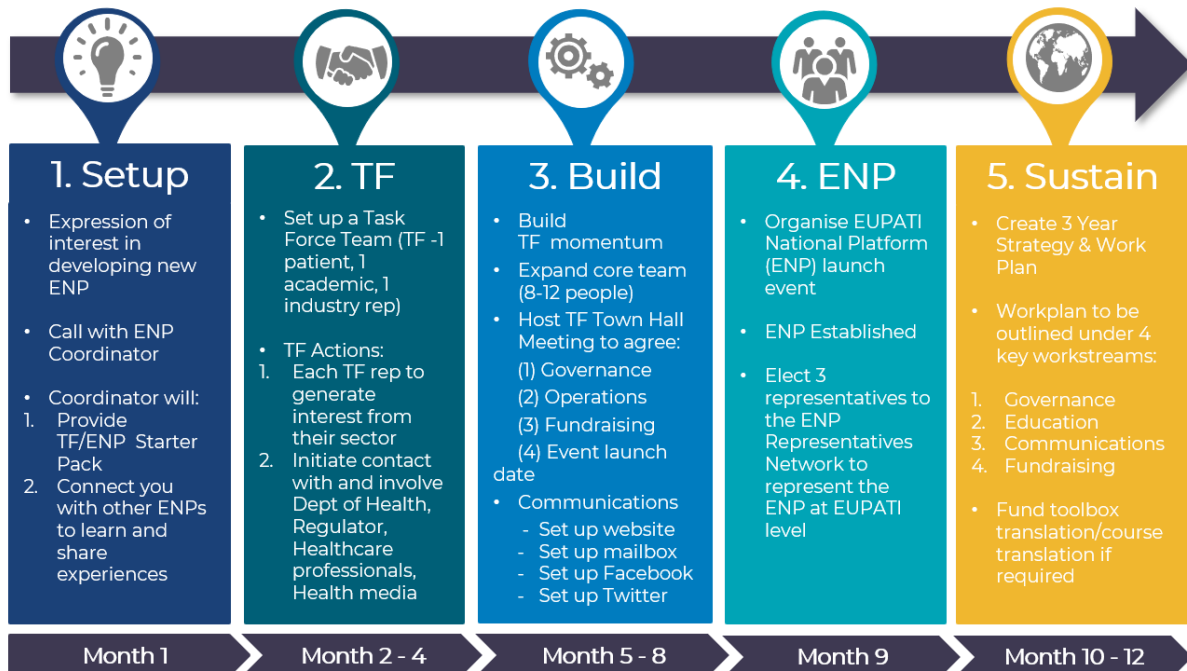 1. Setup
• Expression of
interest in
developing new
ENP
• Call with ENP
Coordinator
• Coordinator will:
1. Provide
TF/ENP Starter
Pack
2. Connect you
with other ENPs
to learn and
share
experiences
Month 1
2. TF
• Set up a Task
Force Team (TF -1
patient, 1
academic, 1
industry rep)
• TF Actions:
1. Each TF rep to
generate
interest from
their sector
2. Initiate contact
with and involve
Dept of Health,
Regulator,
Healthcare
professionals,
Health media
Month 2 - 4
3. Build
• Build
TF momentum
• Expand core team
(8-12 people)
• Host TF Town Hall
Meeting to agree:
(1) Governance
(2) Operations
(3) Fundraising
(4) Event launch
date
• Communications
- Set up website
- Set up mailbox
- Set up Facebook
- Set up Twitter
Month 5 - 8
4. ENP
• Organise EUPATI
National Platform
(ENP) launch
event
• ENP Established
• Elect 3
representatives to
the ENP
Representatives
Network to
represent the
ENP at EUPATI
level
Month 9
5. Sustain
• Create 3 Year
Strategy & Work
Plan
• Workplan to be
outlined under 4
key workstreams:
1. Governance
2. Education
3. Communications
4. Fundraising
• Fund toolbox
translation/course
translation if
required
Month 10 - 12